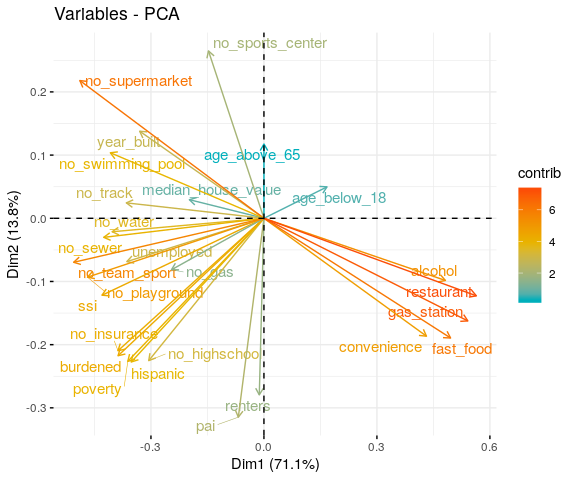 Variables - PCA
no_sports_center
no_supermarket
year_built
age_above_65
no_swimming_pool
median_house_value
no_track
age_below_18
no_water
no_sewer
unemployed
no_team_sport
no_gas
alcohol
no_playground
restaurant
ssi
gas_station
no_insurance
convenience
fast_food
no_highschool
burdened
hispanic
poverty
renters
pai
0.2
0.1
0.0
-0.1
-0.2
-0.3
-0.3
0.0
0.3
0.6
Dim1 (71.1%)
Dim2 (13.8%)
contrib
6
4
2